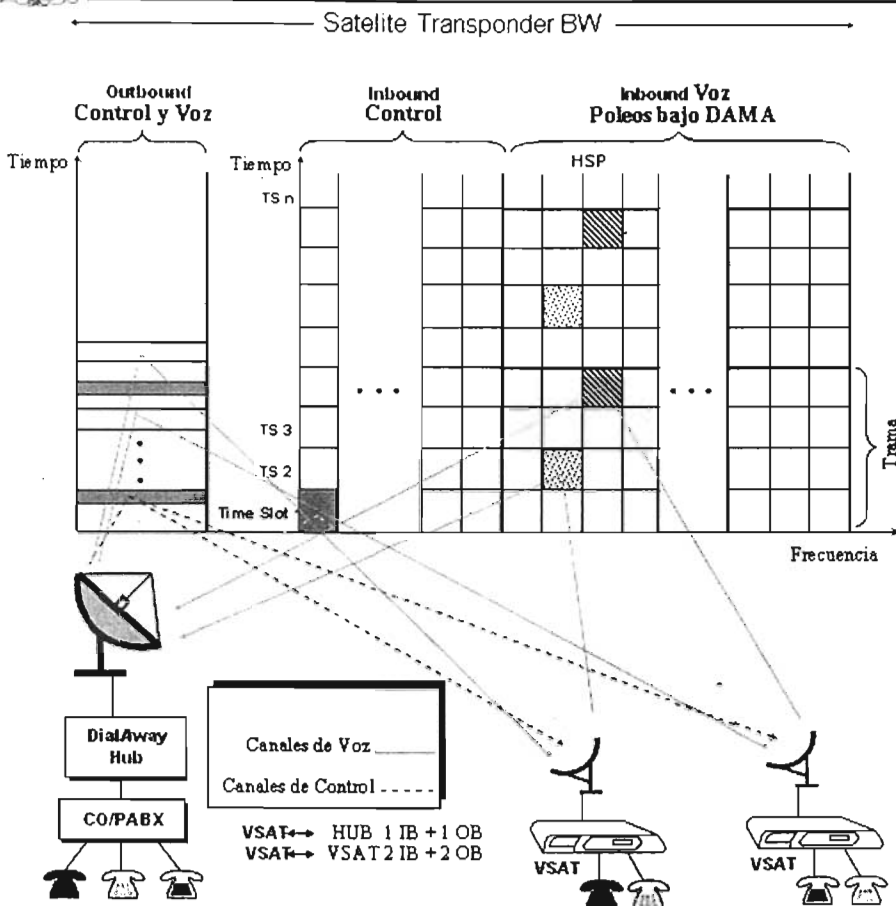 Satelite Transponder BW
Outbound
Control y Voz
Inbound
Control
Inbound Voz
Poleos bajo DAMA
Tiempo
Tiempo
HSP
TS n
TS 3
TS 2
Time Slot
Trama
Frecuencia
DialAway
Hub
CO/PABX
Canales de Voz
Canales de Control
VSAT↔ HUB 1 IB + 1 OB
VSAT↔ VSAT 2 IB + 2 OB
VSAT
VSAT